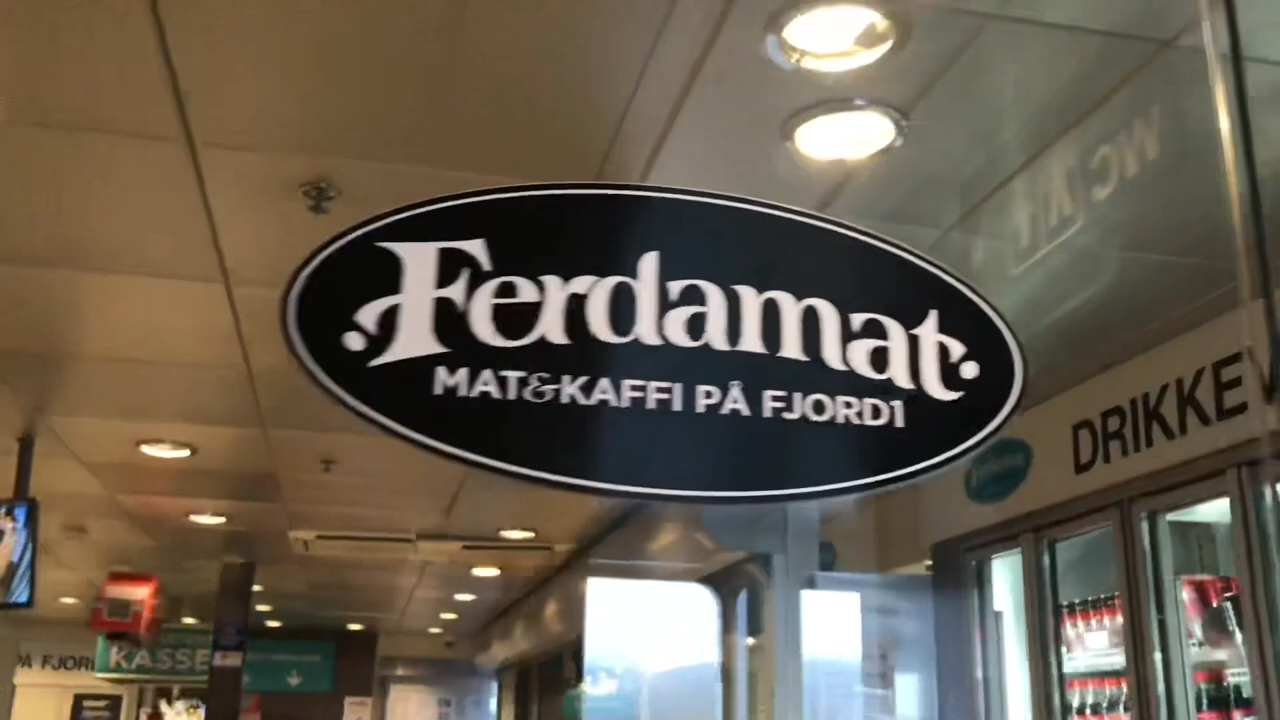 Ferdamat
MAT&KAFFI PÅ FJORD1
DRIKKE
PÅ FJORD
KASSE